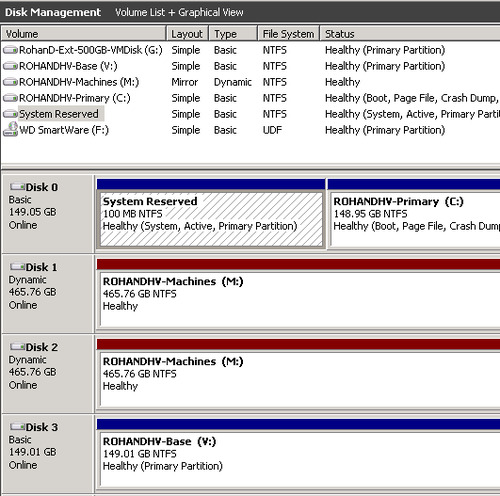 Disk Management Volume List + Graphical View
Volume Layout Type File System Status
RohanD-Ext-500GB-VMDisk (G:) Simple Basic NTFS Healthy (Primary Partition)
ROHANDHV-Base (V:) Simple Basic NTFS Healthy (Primary Partition)
ROHANDHV-Machines (M:) Mirror Dynamic NTFS Healthy
ROHANDHV-Primary (C:) Simple Basic NTFS Healthy (Boot, Page File, Crash Dump,
System Reserved Simple Basic NTFS Healthy (System, Active, Primary Parti
WD SmartWare (F:) Simple Basic UDF Healthy (Primary Partition)
Disk 0
Basic
149.05 GB
Online
System Reserved
100 MB NTFS
Healthy (System, Active, Primary Partition)
ROHANDHV-Primary (C:)
148.95 GB NTFS
Healthy (Boot, Page File, Crash Dump
Disk 1
Dynamic
465.76 GB
Online
ROHANDHV-Machines (M:)
465.76 GB NTFS
Healthy
Disk 2
Dynamic
465.76 GB
Online
ROHANDHV-Machines (M:)
465.76 GB NTFS
Healthy
Disk 3
Basic
149.01 GB
Online
ROHANDHV-Base (V:)
149.01 GB NTFS
Healthy (Primary Partition)